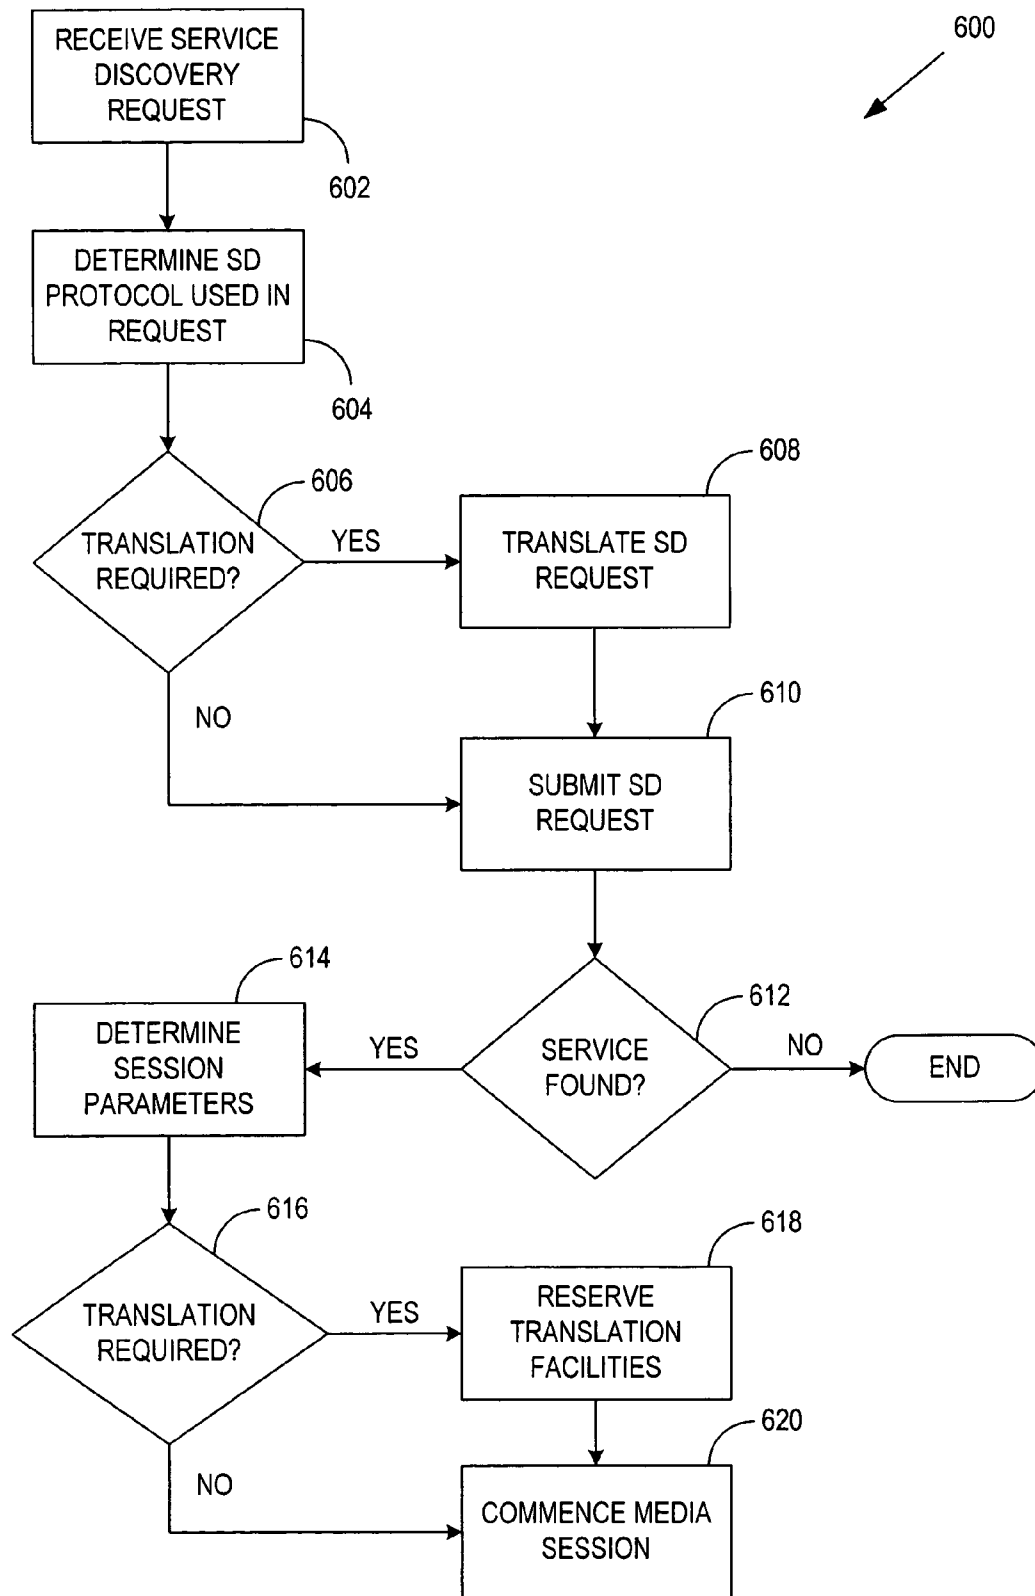 600
RECEIVE SERVICE
DISCOVERY
REQUEST
602
DETERMINE SD
PROTOCOL USED IN
REQUEST
604
606
TRANSLATION
REQUIRED?
YES
NO
608
TRANSLATE SD
REQUEST
610
SUBMIT SD
REQUEST
612
SERVICE
FOUND?
NO
END
YES
614
DETERMINE
SESSION
PARAMETERS
616
TRANSLATION
REQUIRED?
YES
NO
618
RESERVE
TRANSLATION
FACILITIES
620
COMMENCE MEDIA
SESSION